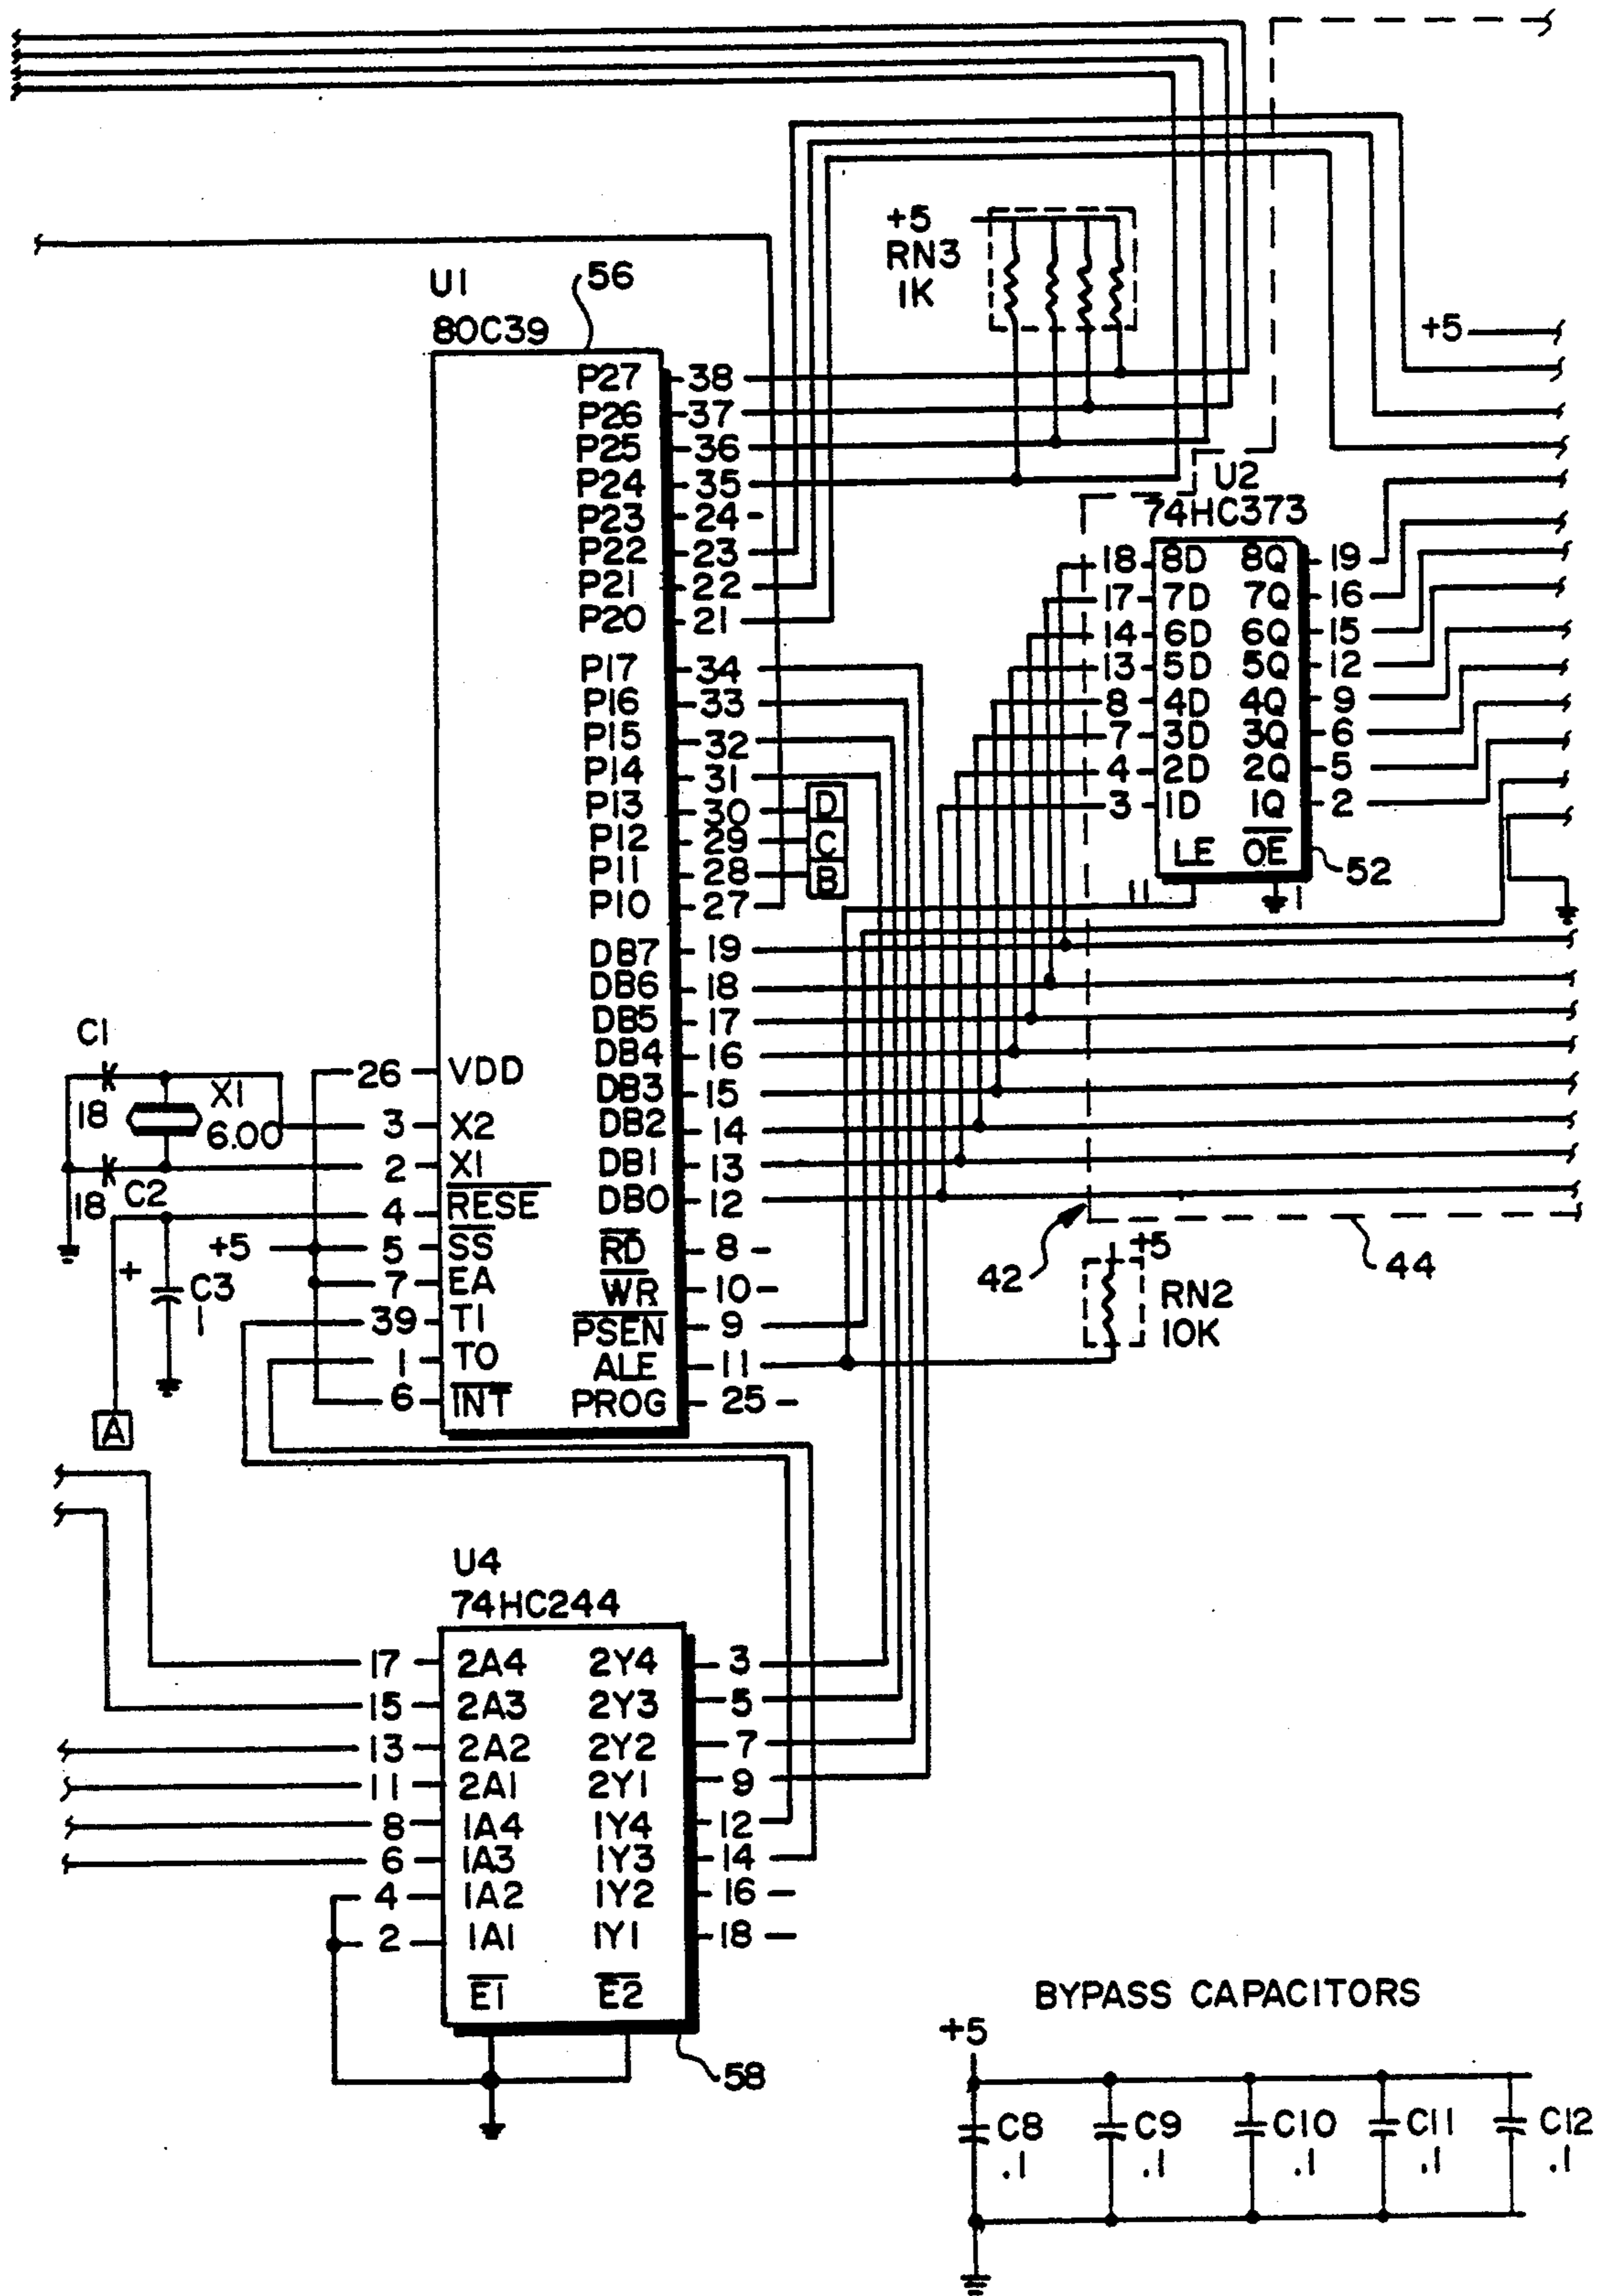 +5
RN3
1K
U1
56
80C39
+5
P27 38
P26 37
P25 36
P24 35
P23 24
P22 23
P21 22
P20 21
P17 34
P16 33
P15 32
P14 31
P13 30 D
P12 29 C
P11 28 B
P10 27
DB7 19
DB6 18
DB5 17
DB4 16
DB3 15
DB2 14
DB1 13
DB0 12
RD 8
WR 10
PSEN 9
ALE 11
PROG 25
U2
74HC373
18 8D 8Q 19
17 7D 7Q 16
14 6D 6Q 15
13 5D 5Q 12
8 4D 4Q 9
7 3D 3Q 6
4 2D 2Q 5
3 1D 1Q 2
LE OE
52
11 1
C1
18
X1
6.00
C2
18
26 VDD
3 X2
2 X1
4 RESE
+5 5 SS
7 EA
39 T1
1 T0
6 INT
+
C3
1
A
42
44
+5
RN2
10K
U4
74HC244
17 2A4 2Y4 3
15 2A3 2Y3 5
13 2A2 2Y2 7
11 2A1 2Y1 9
8 1A4 1Y4 12
6 1A3 1Y3 14
4 1A2 1Y2 16
2 1A1 1Y1 18
E1 E2
58
BYPASS CAPACITORS
+5
C8 C9 C10 C11 C12
.1 .1 .1 .1 .1